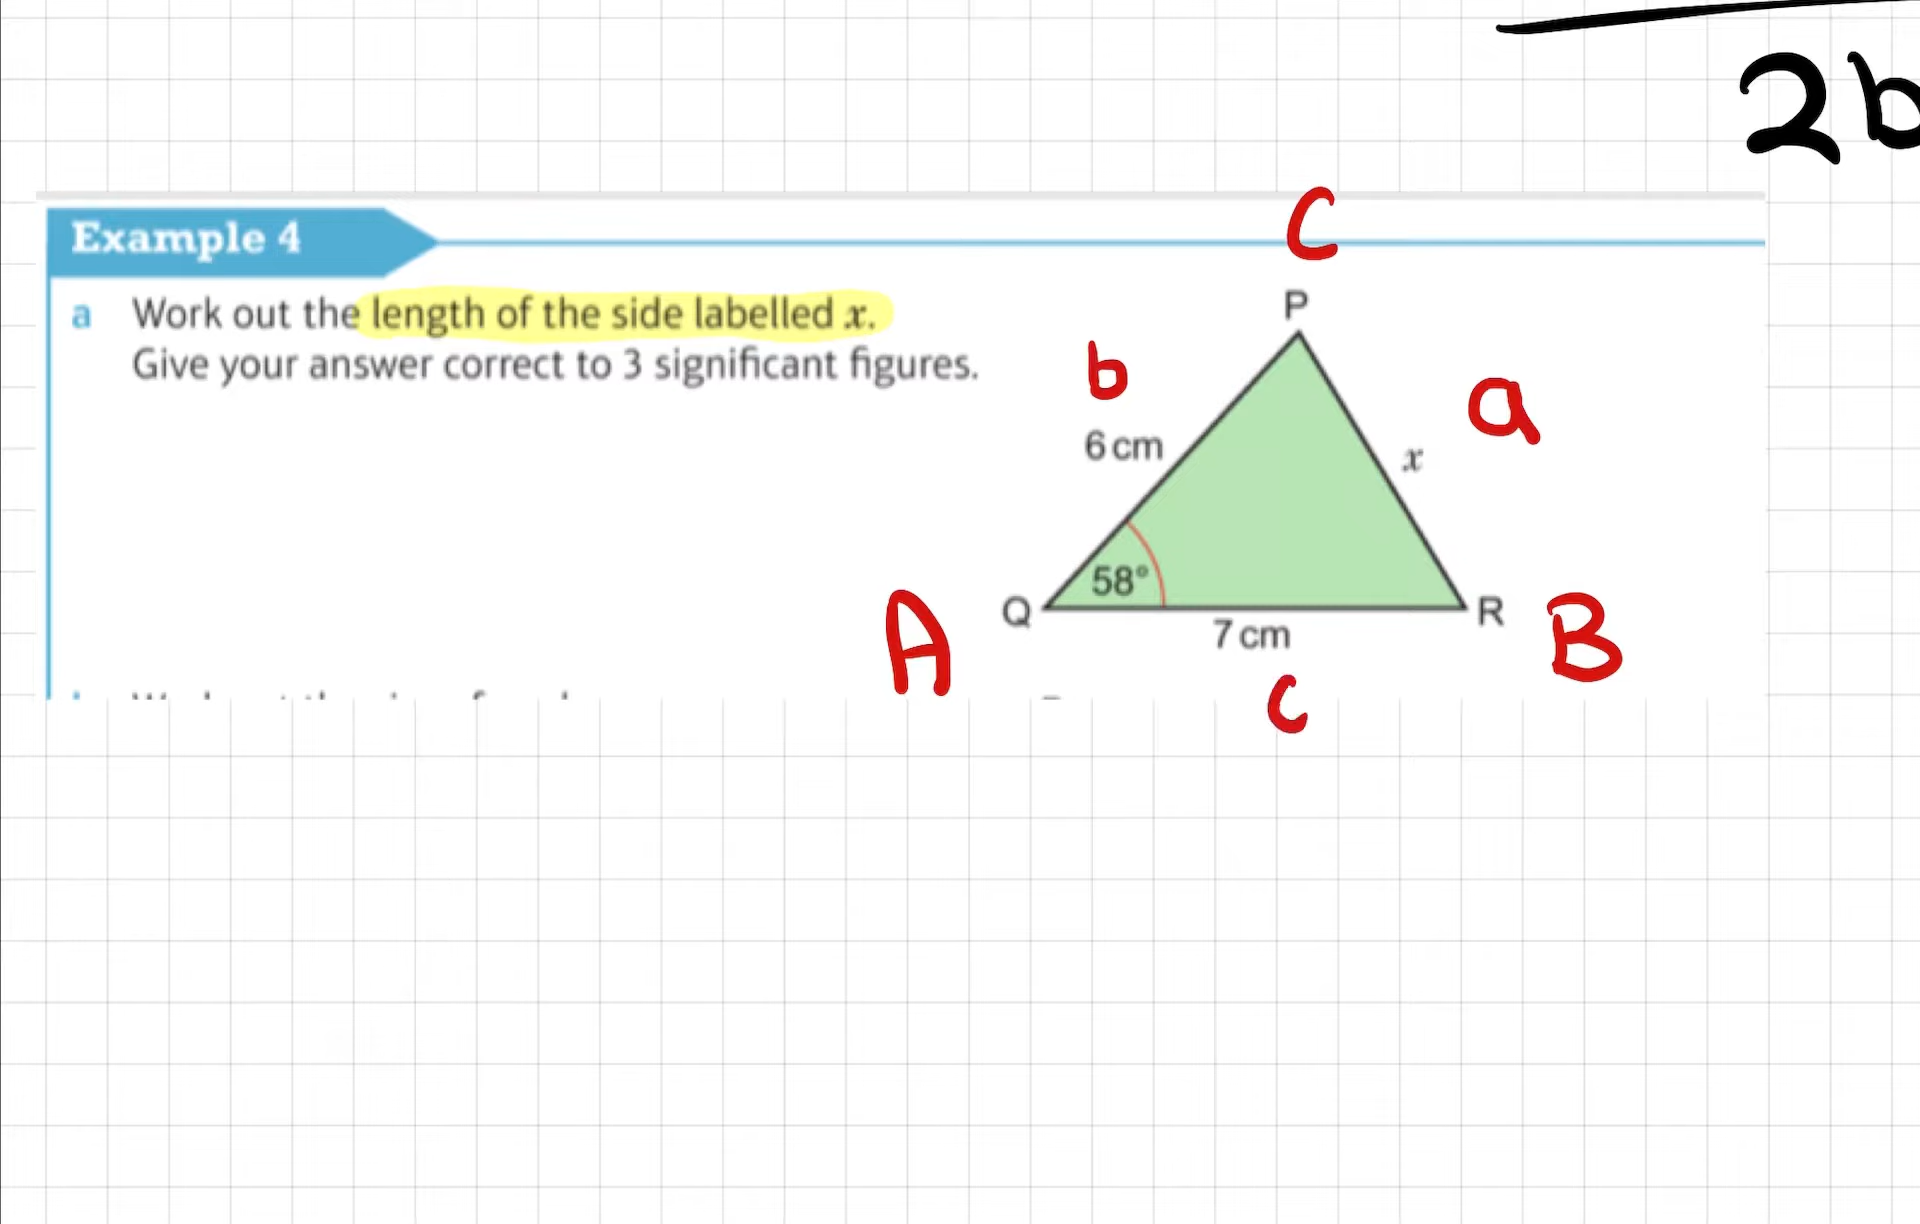 2b
Example 4
C
a Work out the length of the side labelled x.
Give your answer correct to 3 significant figures.
P
b
a
6 cm
x
58°
Q
R
A
7 cm
B
c